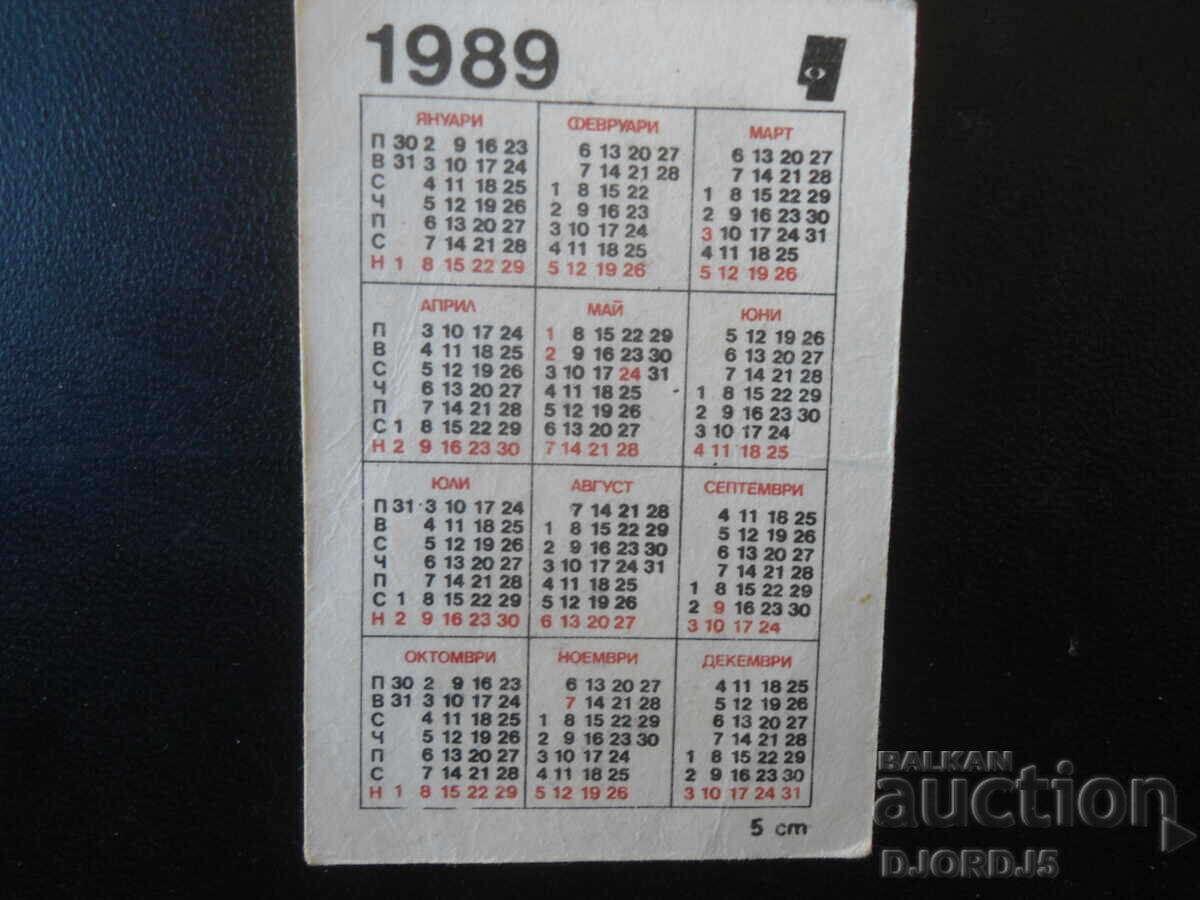 1989
ЯНУАРИ
П 30 2 9 16 23
В 31 3 10 17 24
С 4 11 18 25
Ч 5 12 19 26
П 6 13 20 27
С 7 14 21 28
Н 1 8 15 22 29
ФЕВРУАРИ
6 13 20 27
7 14 21 28
1 8 15 22
2 9 16 23
3 10 17 24
4 11 18 25
5 12 19 26
МАРТ
6 13 20 27
7 14 21 28
1 8 15 22 29
2 9 16 23 30
3 10 17 24 31
4 11 18 25
5 12 19 26
АПРИЛ
П 3 10 17 24
В 4 11 18 25
С 5 12 19 26
Ч 6 13 20 27
П 7 14 21 28
С 1 8 15 22 29
Н 2 9 16 23 30
МАЙ
1 8 15 22 29
2 9 16 23 30
3 10 17 24 31
4 11 18 25
5 12 19 26
6 13 20 27
7 14 21 28
ЮНИ
5 12 19 26
6 13 20 27
7 14 21 28
1 8 15 22 29
2 9 16 23 30
3 10 17 24
4 11 18 25
ЮЛИ
П 31 3 10 17 24
В 4 11 18 25
С 5 12 19 26
Ч 6 13 20 27
П 7 14 21 28
С 1 8 15 22 29
Н 2 9 16 23 30
АВГУСТ
7 14 21 28
1 8 15 22 29
2 9 16 23 30
3 10 17 24 31
4 11 18 25
5 12 19 26
6 13 20 27
СЕПТЕМВРИ
4 11 18 25
5 12 19 26
6 13 20 27
7 14 21 28
1 8 15 22 29
2 9 16 23 30
3 10 17 24
ОКТОМВРИ
П 30 2 9 16 23
В 31 3 10 17 24
С 4 11 18 25
Ч 5 12 19 26
П 6 13 20 27
С 7 14 21 28
Н 1 8 15 22 29
НОЕМВРИ
6 13 20 27
7 14 21 28
1 8 15 22 29
2 9 16 23 30
3 10 17 24
4 11 18 25
5 12 19 26
ДЕКЕМВРИ
4 11 18 25
5 12 19 26
6 13 20 27
7 14 21 28
1 8 15 22 29
2 9 16 23 30
3 10 17 24 31
5 cm
BALKAN
auction
DJORDJ5